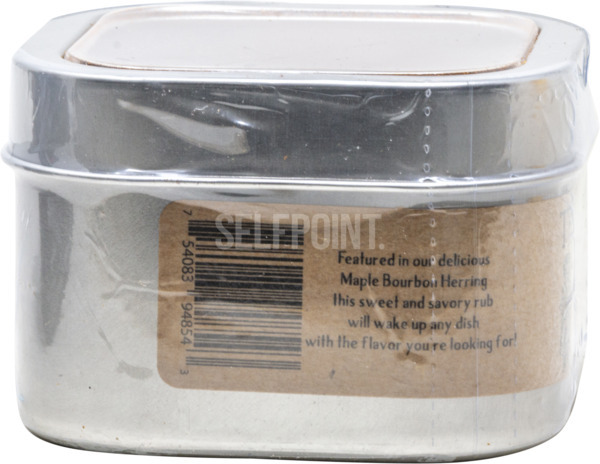 SELFPOINT.
Featured in our delicious
Maple Bourbon Herring
this sweet and savory rub
will wake up any dish
with the flavor you're looking for!
7 54083 94854 3